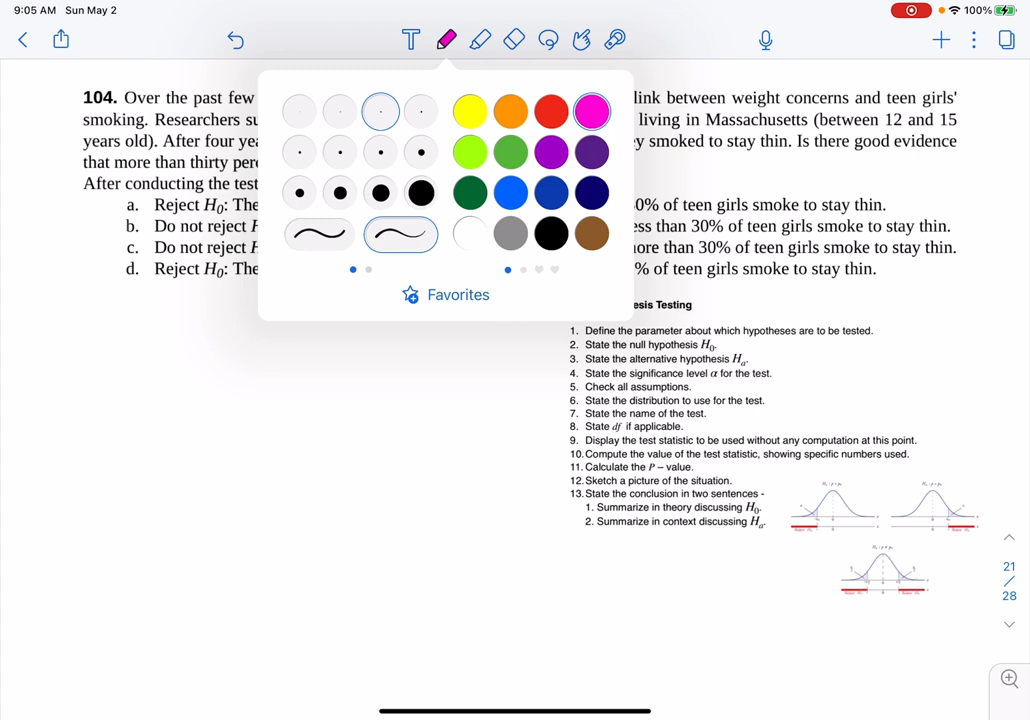 9:05 AM Sun May 2
100%
T
104. Over the past few
link between weight concerns and teen girls'
smoking. Researchers su
living in Massachusetts (between 12 and 15
years old). After four yea
y smoked to stay thin. Is there good evidence
that more than thirty per
After conducting the test
a. Reject H0: The
0% of teen girls smoke to stay thin.
b. Do not reject H
ess than 30% of teen girls smoke to stay thin.
c. Do not reject H
ore than 30% of teen girls smoke to stay thin.
d. Reject H0: The
% of teen girls smoke to stay thin.
Favorites
esis Testing
1. Define the parameter about which hypotheses are to be tested.
2. State the null hypothesis H0.
3. State the alternative hypothesis Ha.
4. State the significance level α for the test.
5. Check all assumptions.
6. State the distribution to use for the test.
7. State the name of the test.
8. State df if applicable.
9. Display the test statistic to be used without any computation at this point.
10. Compute the value of the test statistic, showing specific numbers used.
11. Calculate the P – value.
12. Sketch a picture of the situation.
13. State the conclusion in two sentences -
1. Summarize in theory discussing H0.
2. Summarize in context discussing Ha.
21
/
28